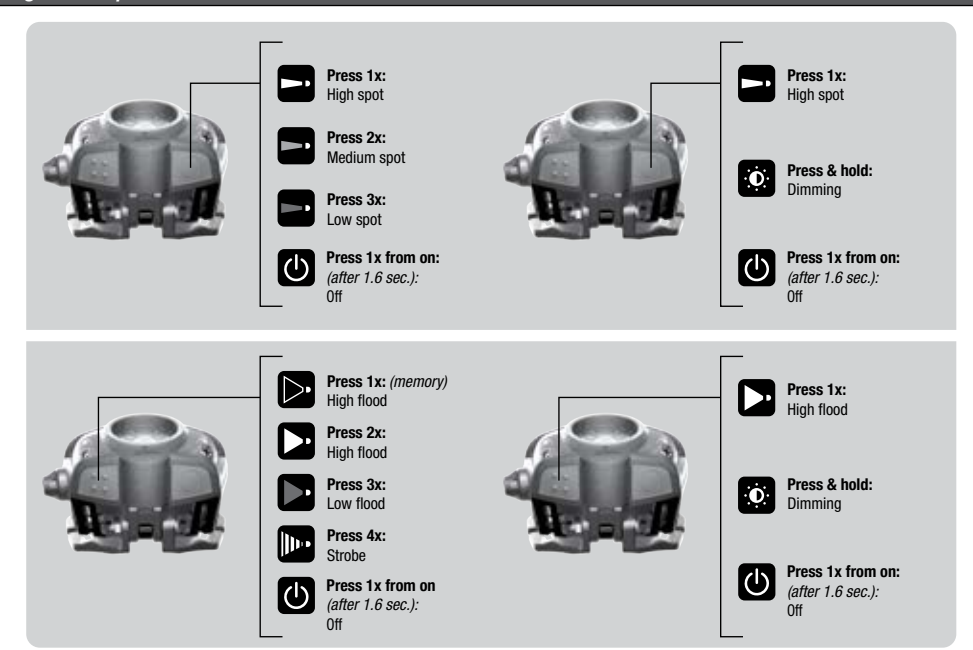 Press 1x:
High spot
Press 2x:
Medium spot
Press 3x:
Low spot
Press 1x from on:
(after 1.6 sec.):
Off
Press 1x:
High spot
Press & hold:
Dimming
Press 1x from on:
(after 1.6 sec.):
Off
Press 1x: (memory)
High flood
Press 2x:
High flood
Press 3x:
Low flood
Press 4x:
Strobe
Press 1x from on
(after 1.6 sec.):
Off
Press 1x:
High flood
Press & hold:
Dimming
Press 1x from on:
(after 1.6 sec.):
Off